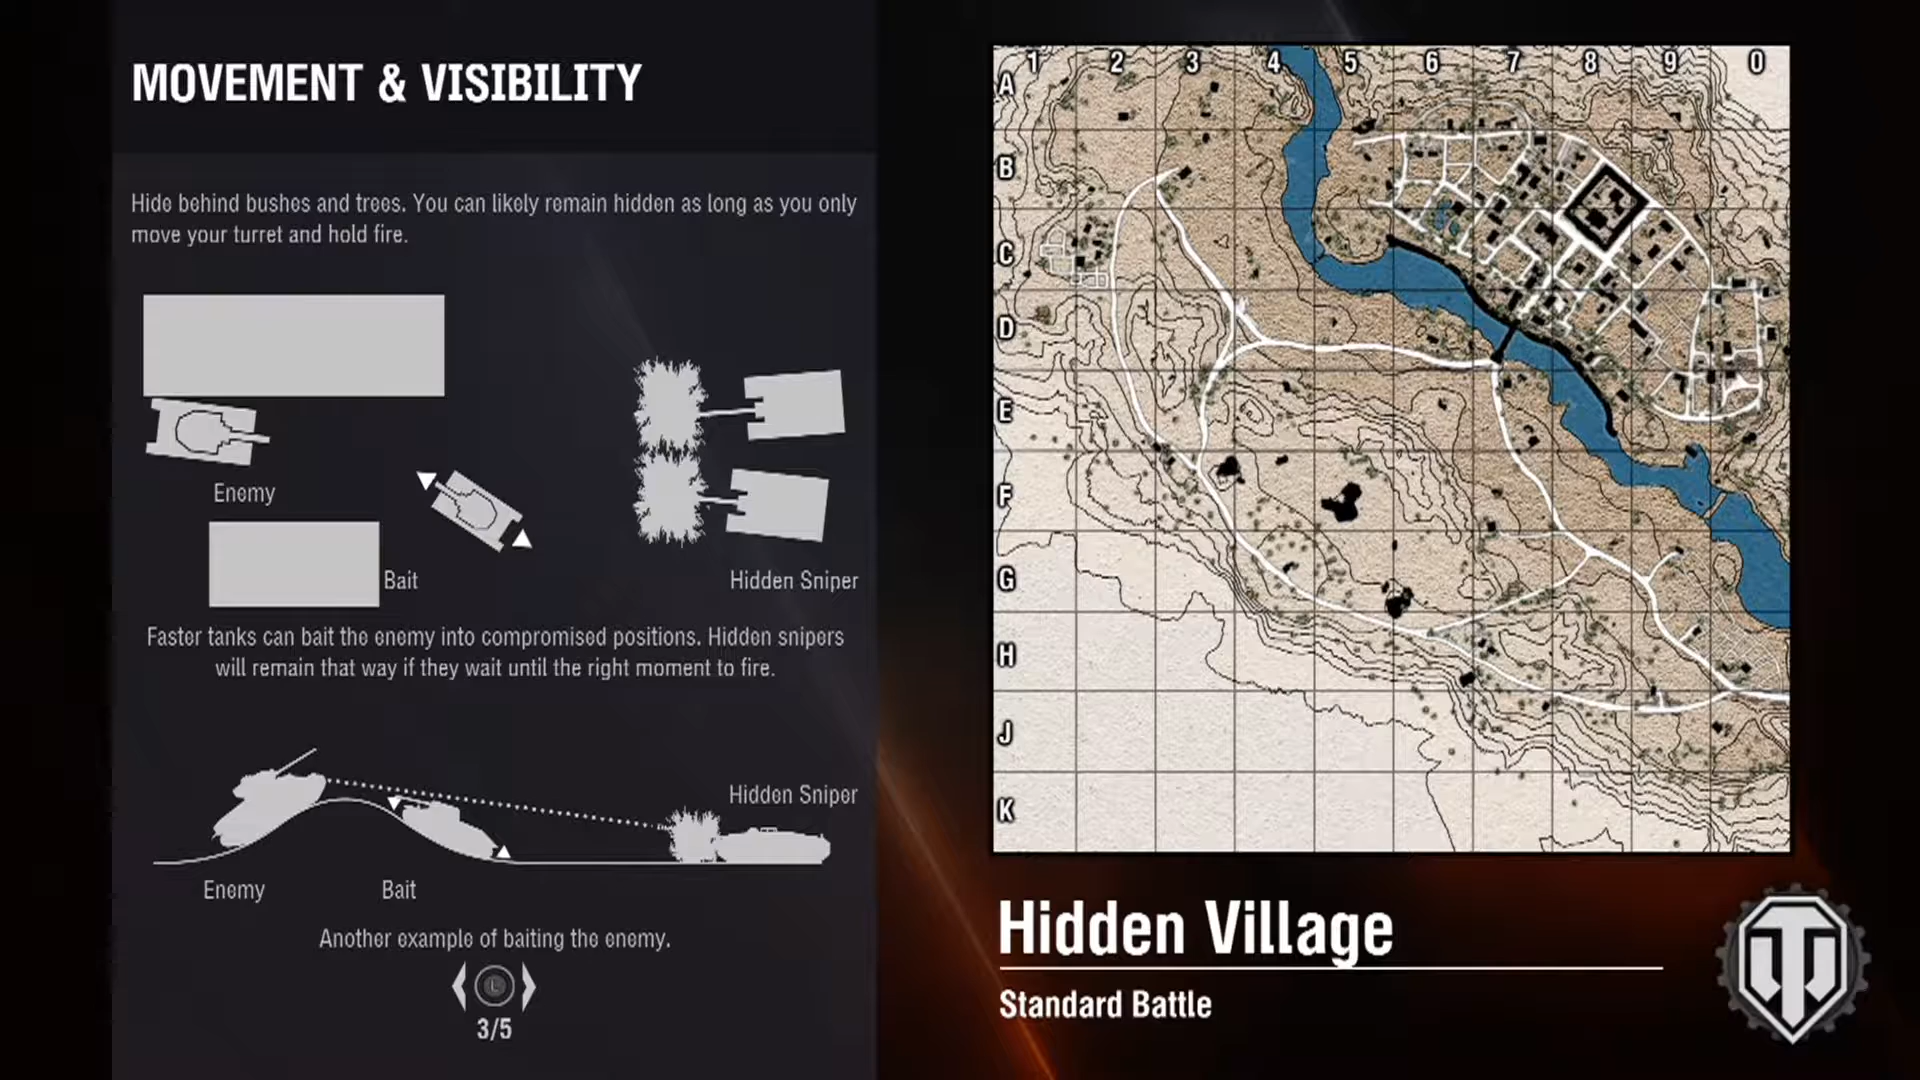 MOVEMENT & VISIBILITY
Hide behind bushes and trees. You can likely remain hidden as long as you only
move your turret and hold fire.
Enemy
Bait
Hidden Sniper
Faster tanks can bait the enemy into compromised positions. Hidden snipers
will remain that way if they wait until the right moment to fire.
Hidden Sniper
Enemy
Bait
Another example of baiting the enemy.
L
3/5
1 2 3 4 5 6 7 8 9 0
A
B
C
D
E
F
G
H
J
K
Hidden Village
Standard Battle